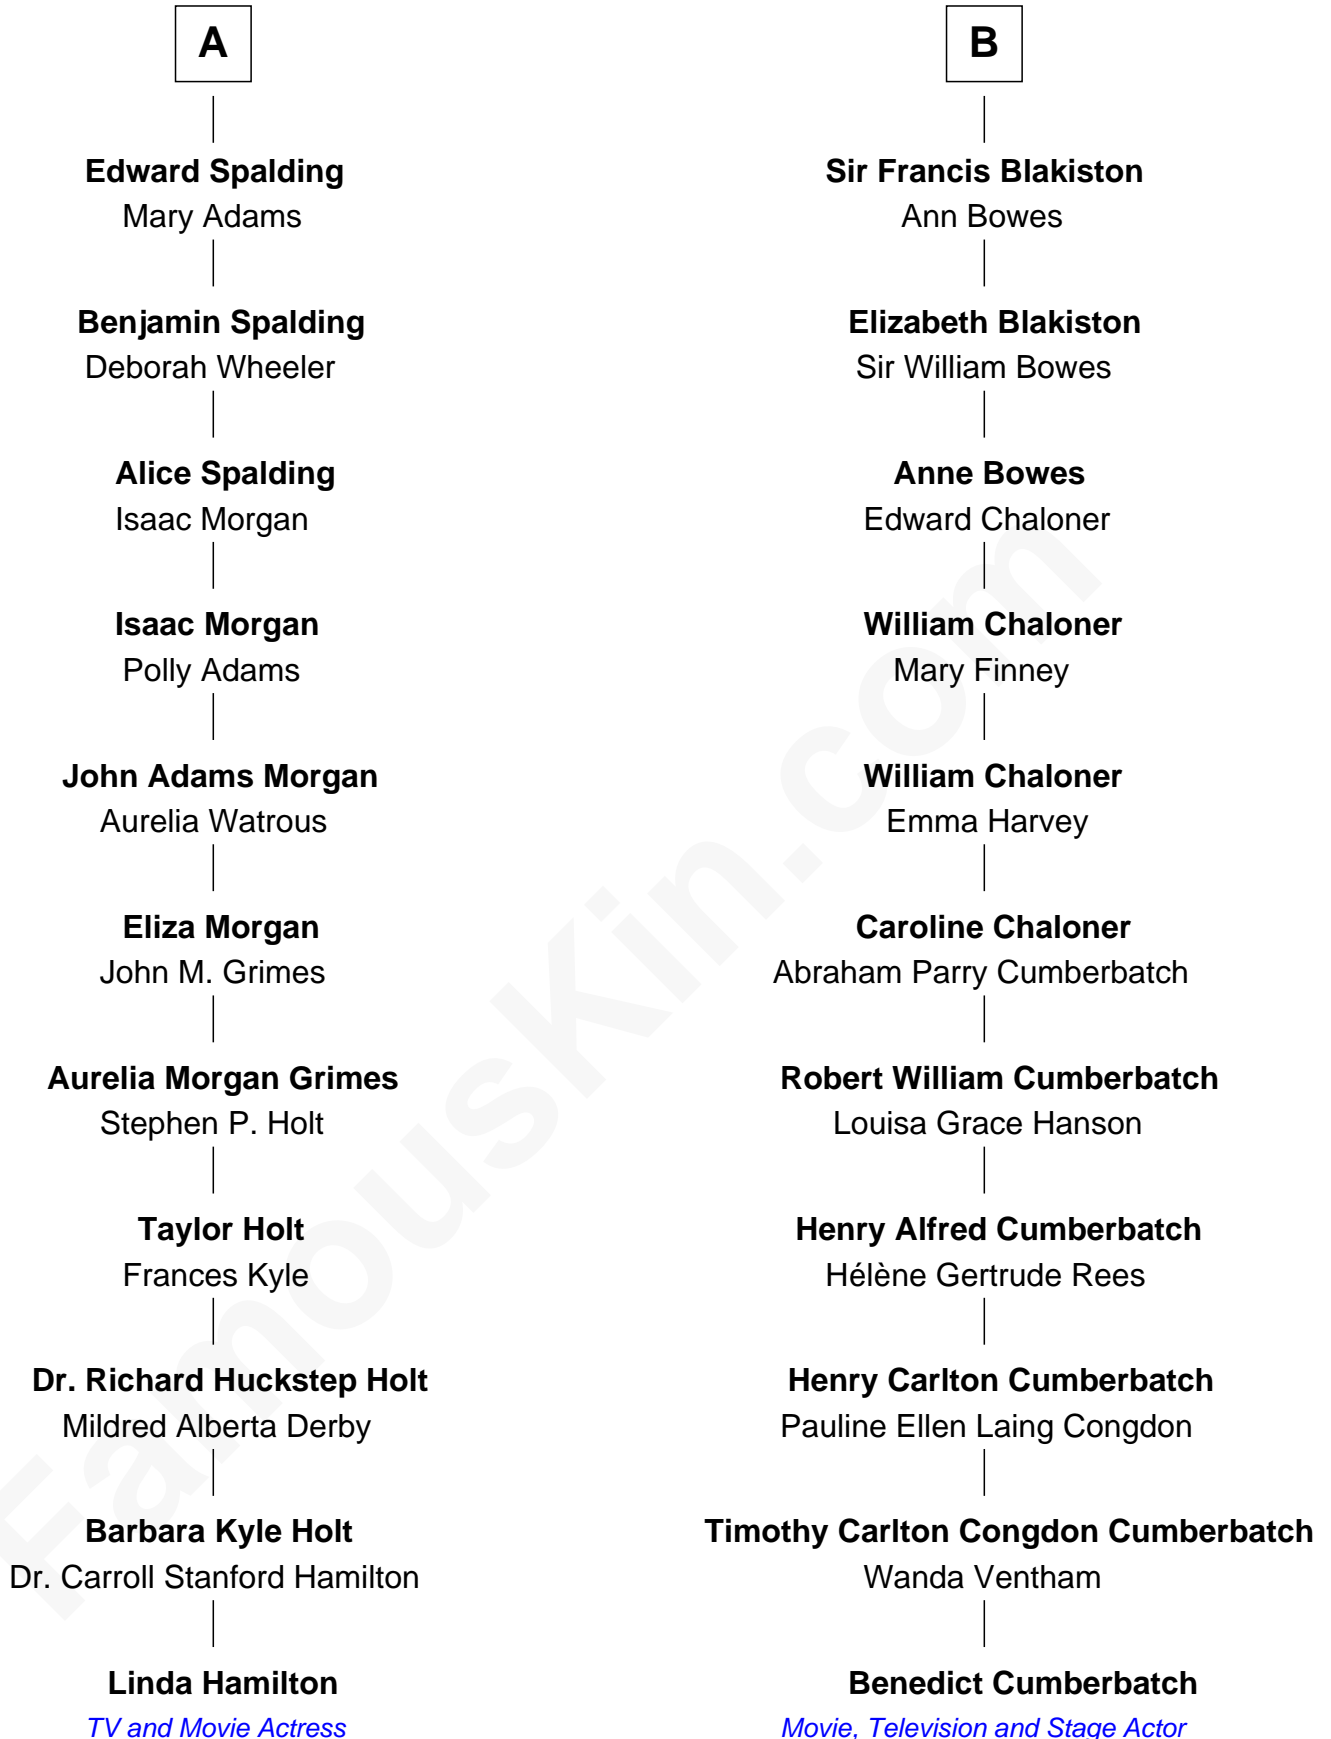 A
Edward Spalding
Mary Adams
Benjamin Spalding
Deborah Wheeler
Alice Spalding
Isaac Morgan
Isaac Morgan
Polly Adams
John Adams Morgan
Aurelia Watrous
Eliza Morgan
John M. Grimes
Aurelia Morgan Grimes
Stephen P. Holt
Taylor Holt
Frances Kyle
Dr. Richard Huckstep Holt
Mildred Alberta Derby
Barbara Kyle Holt
Dr. Carroll Stanford Hamilton
Linda Hamilton
TV and Movie Actress
B
Sir Francis Blakiston
Ann Bowes
Elizabeth Blakiston
Sir William Bowes
Anne Bowes
Edward Chaloner
William Chaloner
Mary Finney
William Chaloner
Emma Harvey
Caroline Chaloner
Abraham Parry Cumberbatch
Robert William Cumberbatch
Louisa Grace Hanson
Henry Alfred Cumberbatch
Hélène Gertrude Rees
Henry Carlton Cumberbatch
Pauline Ellen Laing Congdon
Timothy Carlton Congdon Cumberbatch
Wanda Ventham
Benedict Cumberbatch
Movie, Television and Stage Actor
FamousKin.com